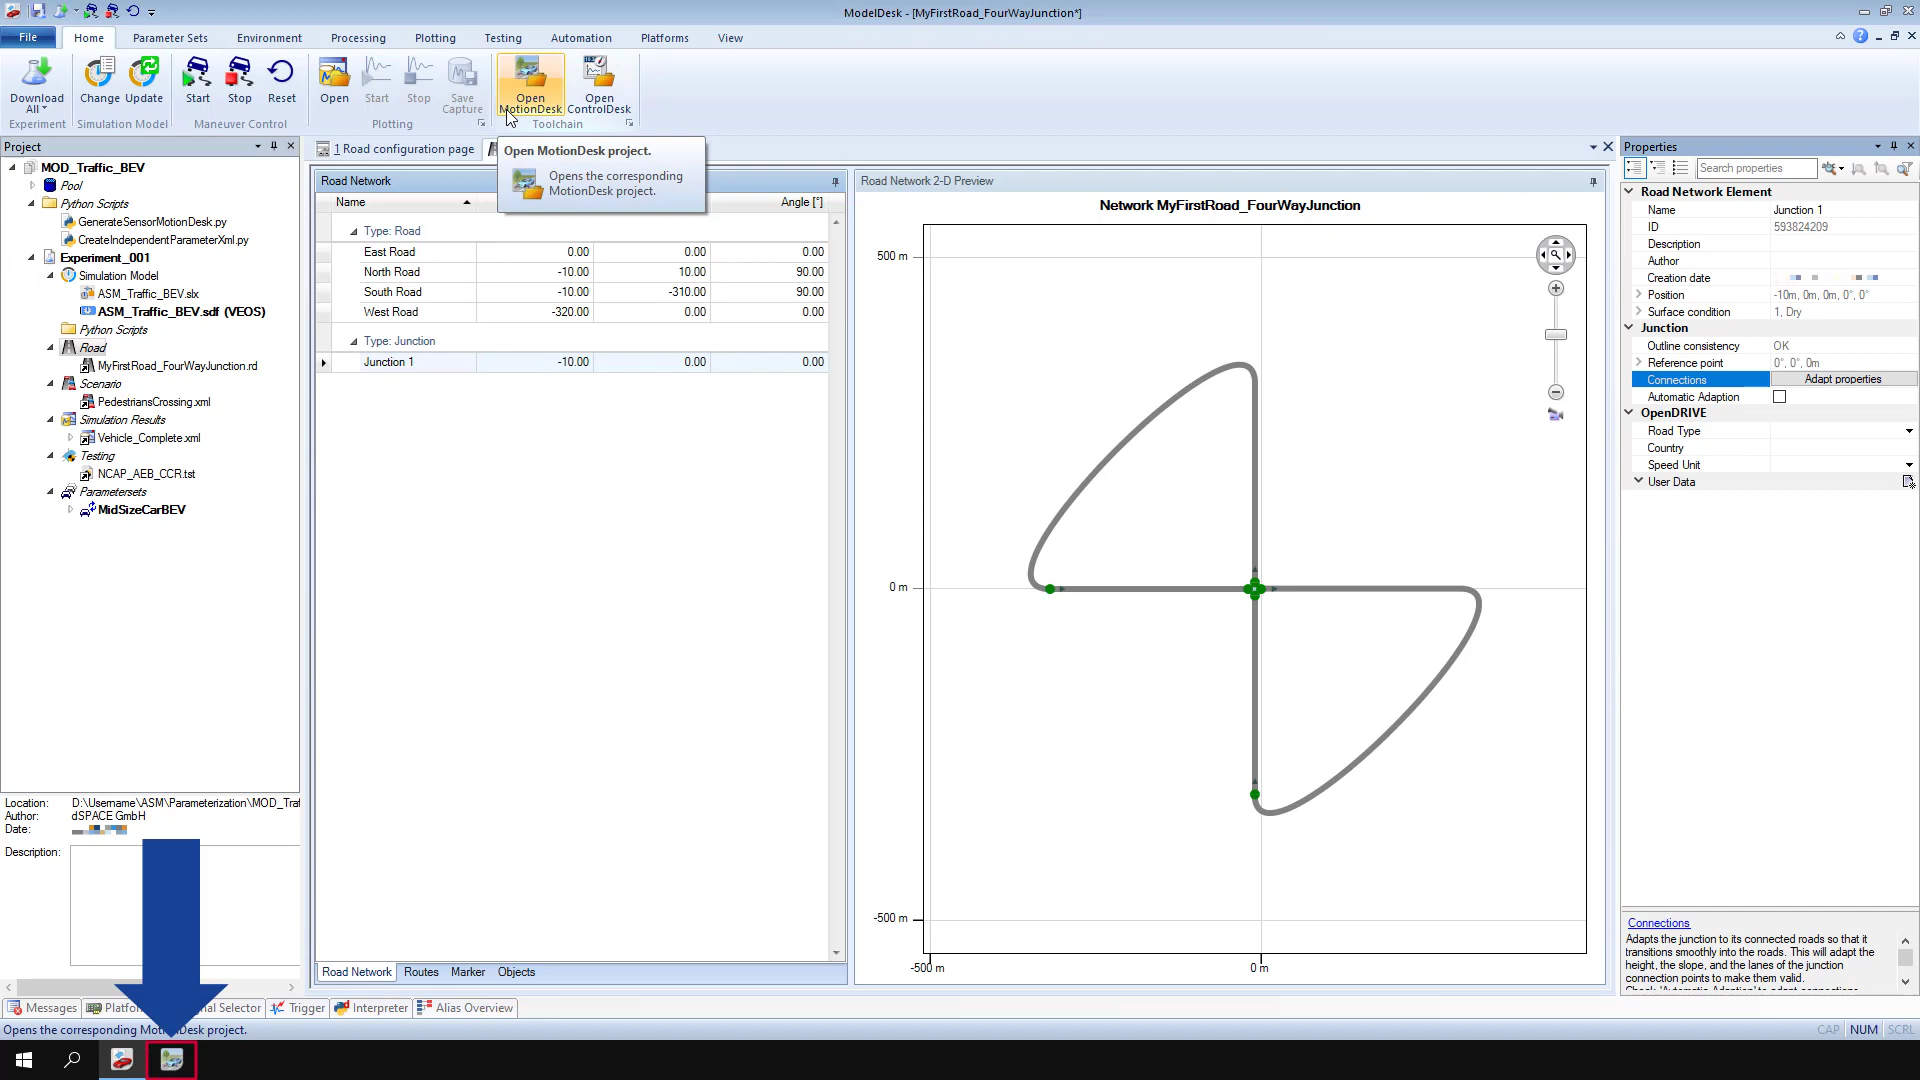 ModelDesk - [MyFirstRoad_FourWayJunction*]
File
Home
Parameter Sets
Environment
Processing
Plotting
Testing
Automation
Platforms
View
Download All
Change
Update
Start
Stop
Reset
Open
Start
Stop
Save Capture
Open MotionDesk
Open ControlDesk
Experiment
Simulation Model
Maneuver Control
Plotting
Toolchain
Open MotionDesk project.
Opens the corresponding
MotionDesk project.
Project
MOD_Traffic_BEV
Pool
Python Scripts
GenerateSensorMotionDesk.py
CreateIndependentParameterXml.py
Experiment_001
Simulation Model
ASM_Traffic_BEV.slx
ASM_Traffic_BEV.sdf (VEOS)
Python Scripts
Road
MyFirstRoad_FourWayJunction.rd
Scenario
PedestriansCrossing.xml
Simulation Results
Vehicle_Complete.xml
Testing
NCAP_AEB_CCR.tst
Parametersets
MidSizeCarBEV
Location: D:\Username\ASM\Parameterization\MOD_Traf
Author: dSPACE GmbH
Date:
Description:
1 Road configuration page
Road Network
Name Angle [°]
Type: Road
East Road 0.00 0.00 0.00
North Road -10.00 10.00 90.00
South Road -10.00 -310.00 90.00
West Road -320.00 0.00 0.00
Type: Junction
Junction 1 -10.00 0.00 0.00
Road Network
Routes
Marker
Objects
Road Network 2-D Preview
Network MyFirstRoad_FourWayJunction
500 m
0 m
-500 m
-500 m
0 m
Properties
Search properties
Road Network Element
Name Junction 1
ID 593824209
Description
Author
Creation date
Position -10m, 0m, 0m, 0°, 0°
Surface condition 1, Dry
Junction
Outline consistency OK
Reference point 0°, 0°, 0m
Connections Adapt properties
Automatic Adaption
OpenDRIVE
Road Type
Country
Speed Unit
User Data
Connections
Adapts the junction to its connected roads so that it
transitions smoothly into the roads. This will adapt the
height, the slope, and the lanes of the junction
connection points to make them valid.
Messages
Trigger
Interpreter
Alias Overview
Opens the corresponding project.
CAP NUM SCRL